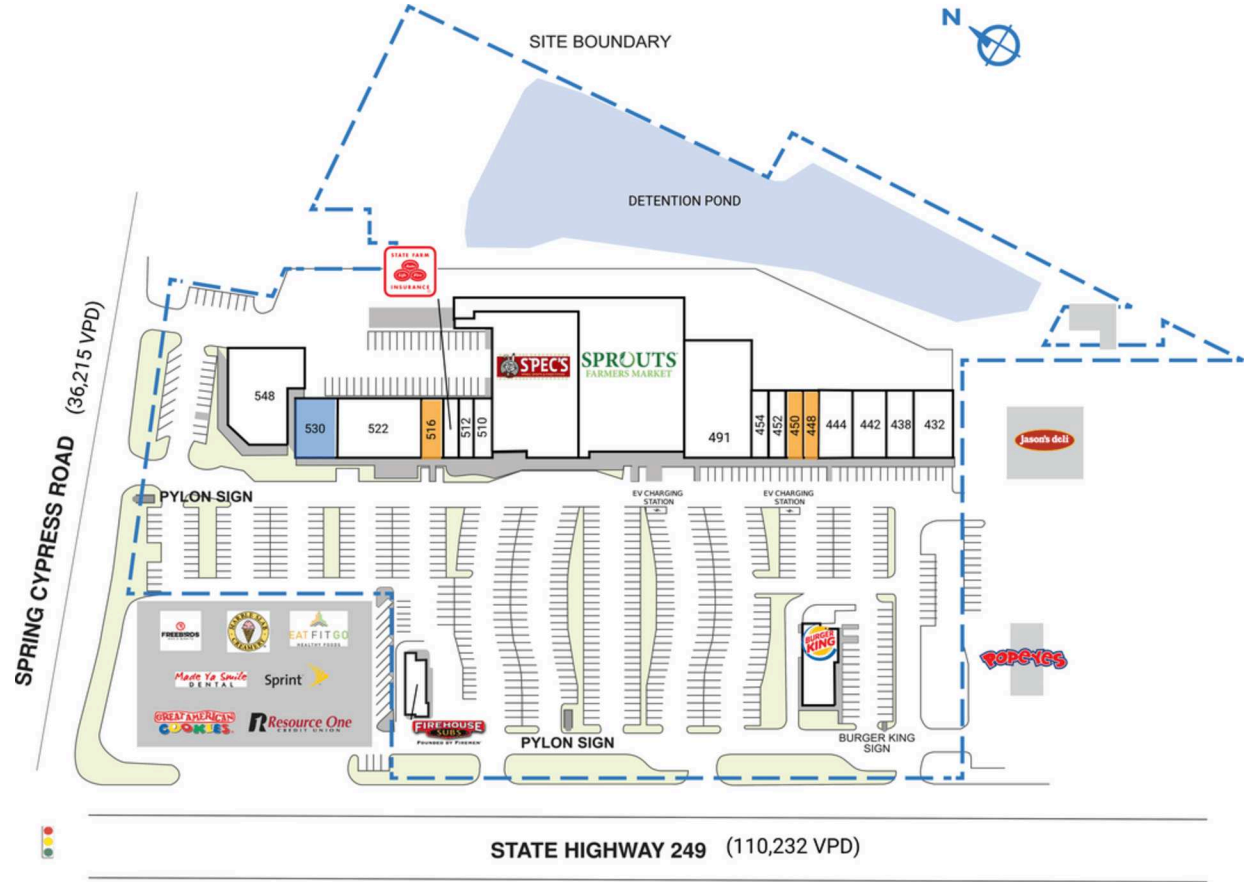 N
SITE BOUNDARY
DETENTION POND
STATE FARM
INSURANCE
SPEC'S
SPROUTS
FARMERS MARKET
548
530
522
516
512
510
491
454
452
450
448
444
442
438
432
Jason's deli
SPRING CYPRESS ROAD (36,215 VPD)
PYLON SIGN
EV CHARGING
STATION
EV CHARGING
STATION
FREEBIRDS
MARBLE SLAB
CREAMERY
EAT FIT GO
HEALTHY FOODS
Made Ya Smile
DENTAL
Sprint
GREAT AMERICAN
COOKIES
Resource One
CREDIT UNION
FIREHOUSE
SUBS
FOUNDED BY FIREMEN
PYLON SIGN
BURGER
KING
BURGER KING
SIGN
POPEYES
STATE HIGHWAY 249 (110,232 VPD)